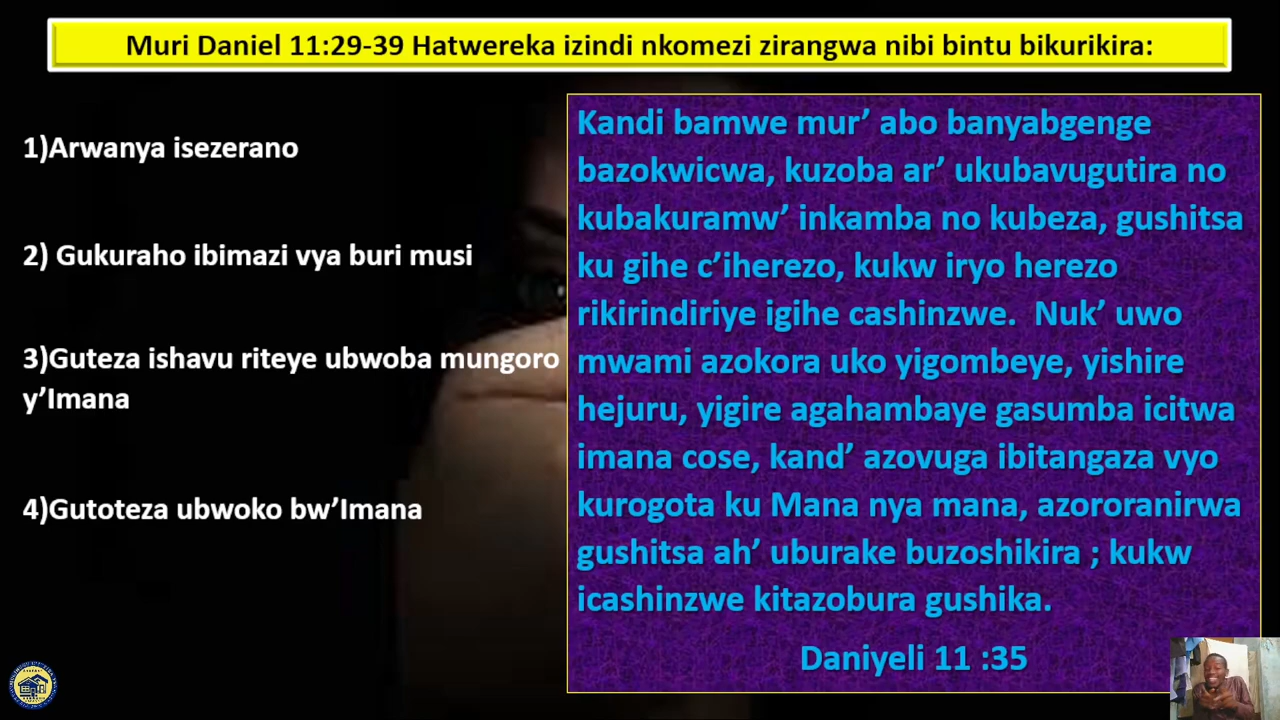 Muri Daniel 11:29-39 Hatwereka izindi nkomezi zirangwa nibi bintu bikurikira:
1)Arwanya isezerano
2) Gukuraho ibimazi vya buri musi
3)Guteza ishavu riteye ubwoba mungoro
y’Imana
4)Gutoteza ubwoko bw’Imana
Kandi bamwe mur’ abo banyabgenge
bazokwicwa, kuzoba ar’ ukubavugutira no
kubakuramw’ inkamba no kubeza, gushitsa
ku gihe c’iherezo, kukw iryo herezo
rikirindiriye igihe cashinzwe.  Nuk’ uwo
mwami azokora uko yigombeye, yishire
hejuru, yigire agahambaye gasumba icitwa
imana cose, kand’ azovuga ibitangaza vyo
kurogota ku Mana nya mana, azororanirwa
gushitsa ah’ uburake buzoshikira ; kukw
icashinzwe kitazobura gushika.
Daniyeli 11 :35